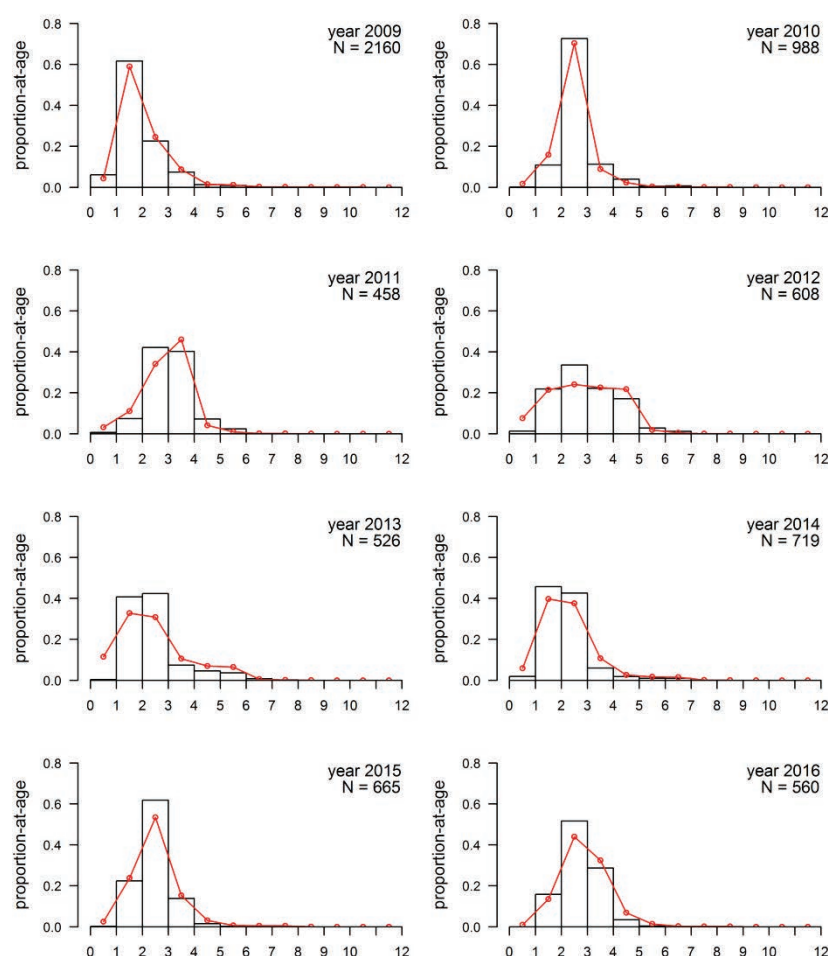 year 2009
N = 2160
proportion-at-age
0.8
0.6
0.4
0.2
0.0
0 1 2 3 4 5 6 7 8 9 10 12
year 2010
N = 988
proportion-at-age
0.8
0.6
0.4
0.2
0.0
0 1 2 3 4 5 6 7 8 9 10 12
year 2011
N = 458
proportion-at-age
0.8
0.6
0.4
0.2
0.0
0 1 2 3 4 5 6 7 8 9 10 12
year 2012
N = 608
proportion-at-age
0.8
0.6
0.4
0.2
0.0
0 1 2 3 4 5 6 7 8 9 10 12
year 2013
N = 526
proportion-at-age
0.8
0.6
0.4
0.2
0.0
0 1 2 3 4 5 6 7 8 9 10 12
year 2014
N = 719
proportion-at-age
0.8
0.6
0.4
0.2
0.0
0 1 2 3 4 5 6 7 8 9 10 12
year 2015
N = 665
proportion-at-age
0.8
0.6
0.4
0.2
0.0
0 1 2 3 4 5 6 7 8 9 10 12
year 2016
N = 560
proportion-at-age
0.8
0.6
0.4
0.2
0.0
0 1 2 3 4 5 6 7 8 9 10 12